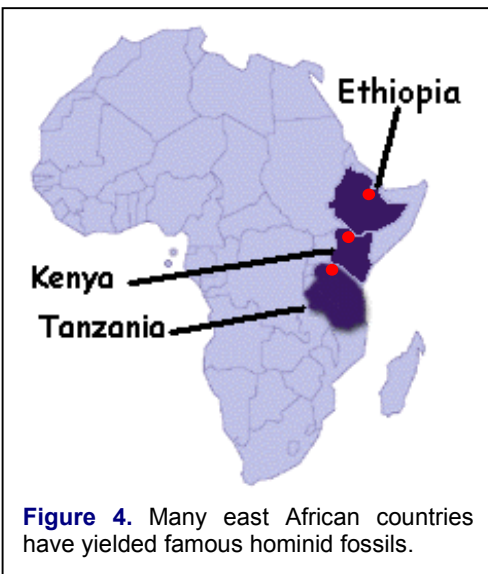 Ethiopia
Kenya
Tanzania
Figure 4. Many east African countries
have yielded famous hominid fossils.